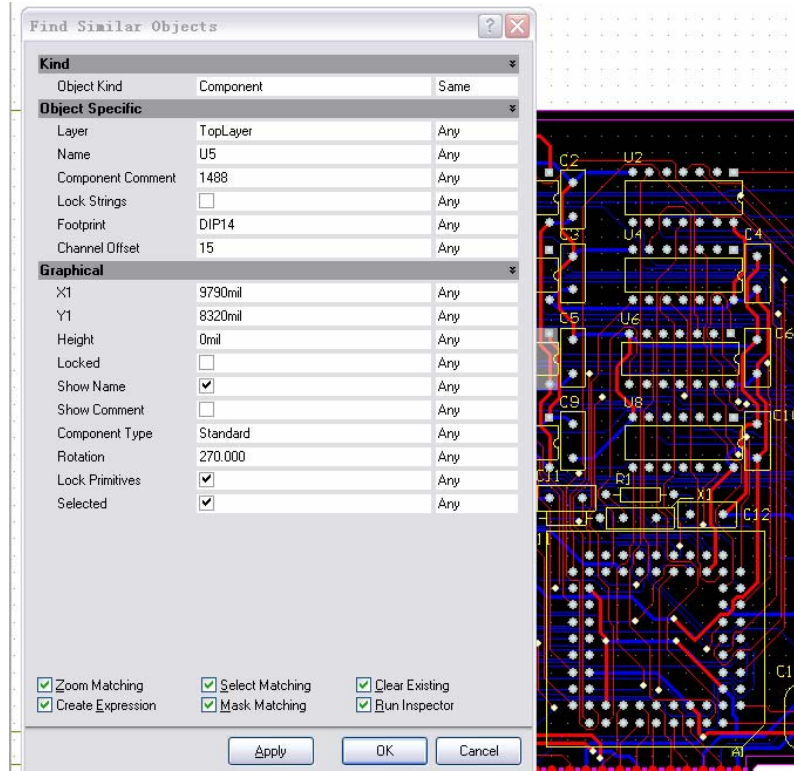 Find Similar Objects
Kind
Object Kind Component Same
Object Specific
Layer TopLayer Any
Name U5 Any
Component Comment 1488 Any
Lock Strings Any
Footprint DIP14 Any
Channel Offset 15 Any
Graphical
X1 9790mil Any
Y1 8320mil Any
Height 0mil Any
Locked Any
Show Name Any
Show Comment Any
Component Type Standard Any
Rotation 270.000 Any
Lock Primitives Any
Selected Any
Zoom Matching Select Matching Clear Existing
Create Expression Mask Matching Run Inspector
Apply OK Cancel
C2 U2
C3 U4 C4
C5 U6 C6
C9 U8 C10
C11 R1 X1
C12
A1